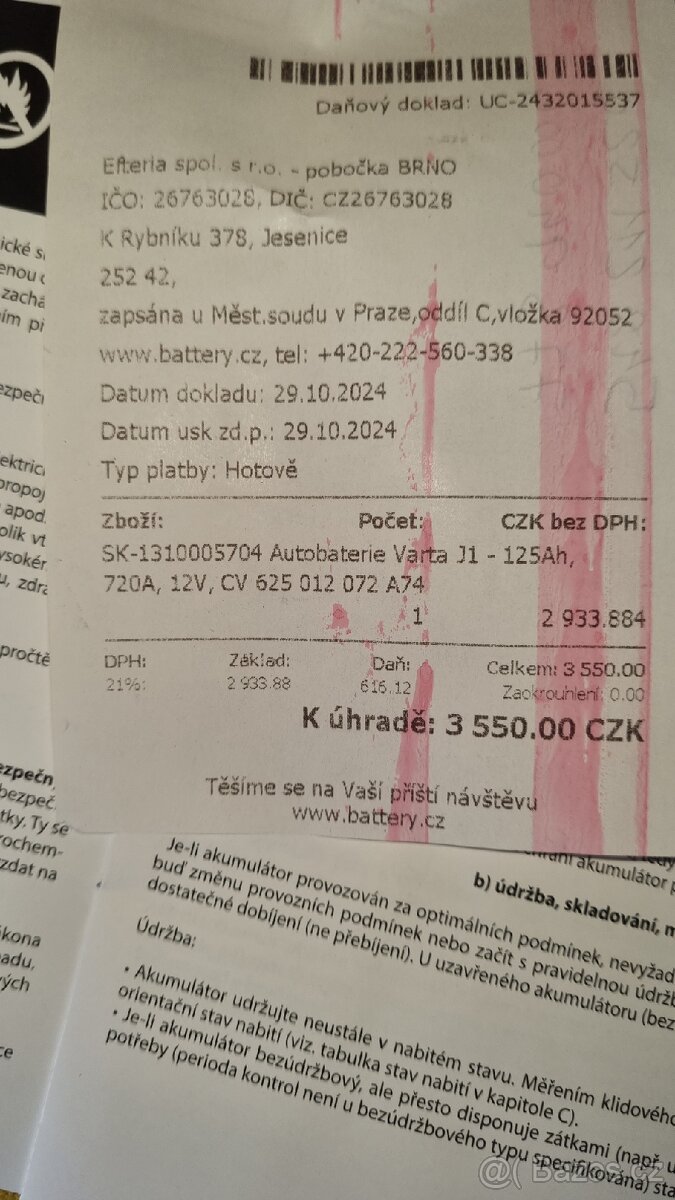 Daňový doklad: UC-2432015537
Efteria spol. s r.o. - pobočka BRNO
IČO: 26763028, DIČ: CZ26763028
K Rybníku 378, Jesenice
252 42,
zapsána u Měst.soudu v Praze,oddíl C,vložka 92052
www.battery.cz, tel: +420-222-560-338
Datum dokladu: 29.10.2024
Datum usk zd.p.: 29.10.2024
Typ platby: Hotově
Zboží: Počet: CZK bez DPH:
SK-1310005704 Autobaterie Varta J1 - 125Ah,
720A, 12V, CV 625 012 072 A74
1 2 933.884
DPH: Základ: Daň: Celkem: 3 550.00
21%: 2 933.88 616.12 Zaokrouhlení: 0.00
K úhradě: 3 550.00 CZK
Těšíme se na Vaší příští návštěvu
www.battery.cz
akumulátor
b) údržba, skladování,
Je-li akumulátor provozován za optimálních podmínek,
buď změnu provozních podmínek nebo začít s pravidelnou
dostatečné dobíjení (ne přebíjení). U uzavřeného akumulátoru
Údržba:
• Akumulátor udržujte neustále v nabitém stavu. Měřením klidového
orientační stav nabití (viz. tabulka stav nabití v kapitole C).
• Je-li akumulátor bezúdržbový, ale přesto disponuje zátkami (např.
potřeby (perioda kontrol není u bezúdržbového typu specifikována)
@( Bazos.cz